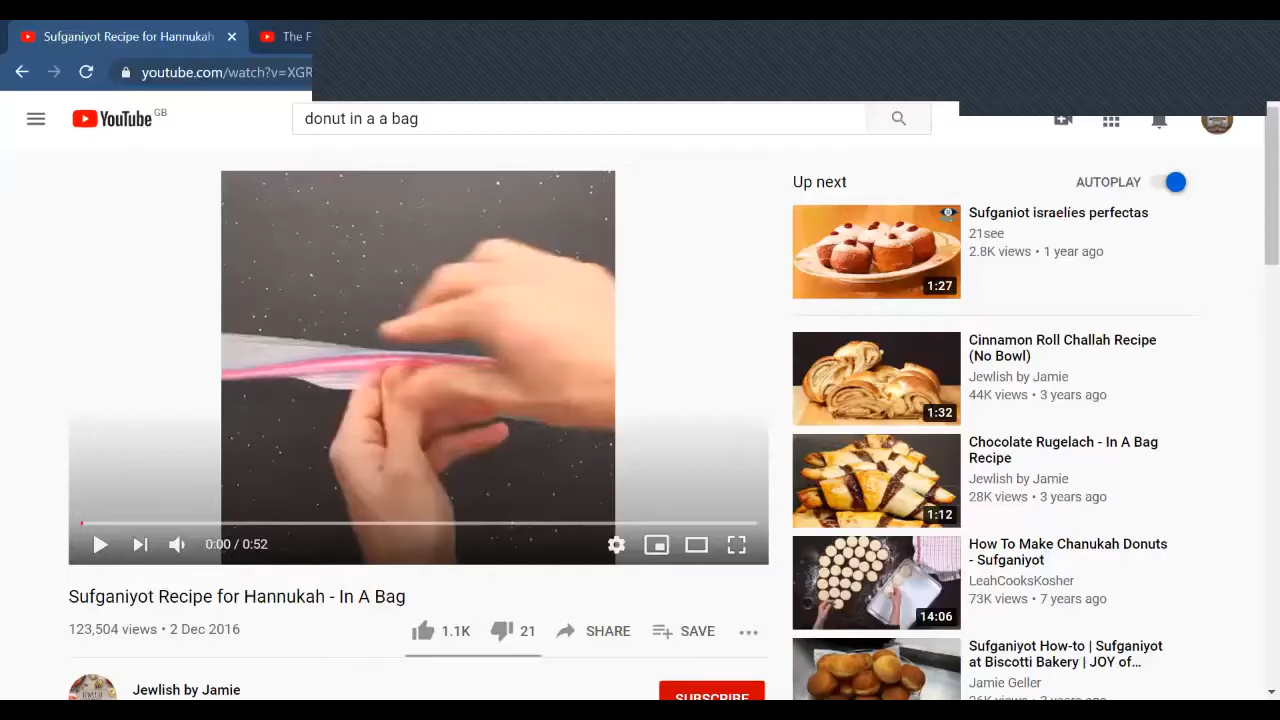 Sufganiyot Recipe for Hannukah
The F
youtube.com/watch?v=XGR
YouTube GB
donut in a a bag
Up next
AUTOPLAY
Sufganiot israelíes perfectas
21see
2.8K views • 1 year ago
1:27
Cinnamon Roll Challah Recipe
(No Bowl)
Jewlish by Jamie
44K views • 3 years ago
1:32
Chocolate Rugelach - In A Bag
Recipe
Jewlish by Jamie
28K views • 3 years ago
1:12
How To Make Chanukah Donuts
- Sufganiyot
LeahCooksKosher
73K views • 7 years ago
14:06
Sufganiyot How-to | Sufganiyot
at Biscotti Bakery | JOY of…
Jamie Geller
0:00 / 0:52
Sufganiyot Recipe for Hannukah - In A Bag
123,504 views • 2 Dec 2016
1.1K
21
SHARE
SAVE
Jewlish by Jamie
SUBSCRIBE